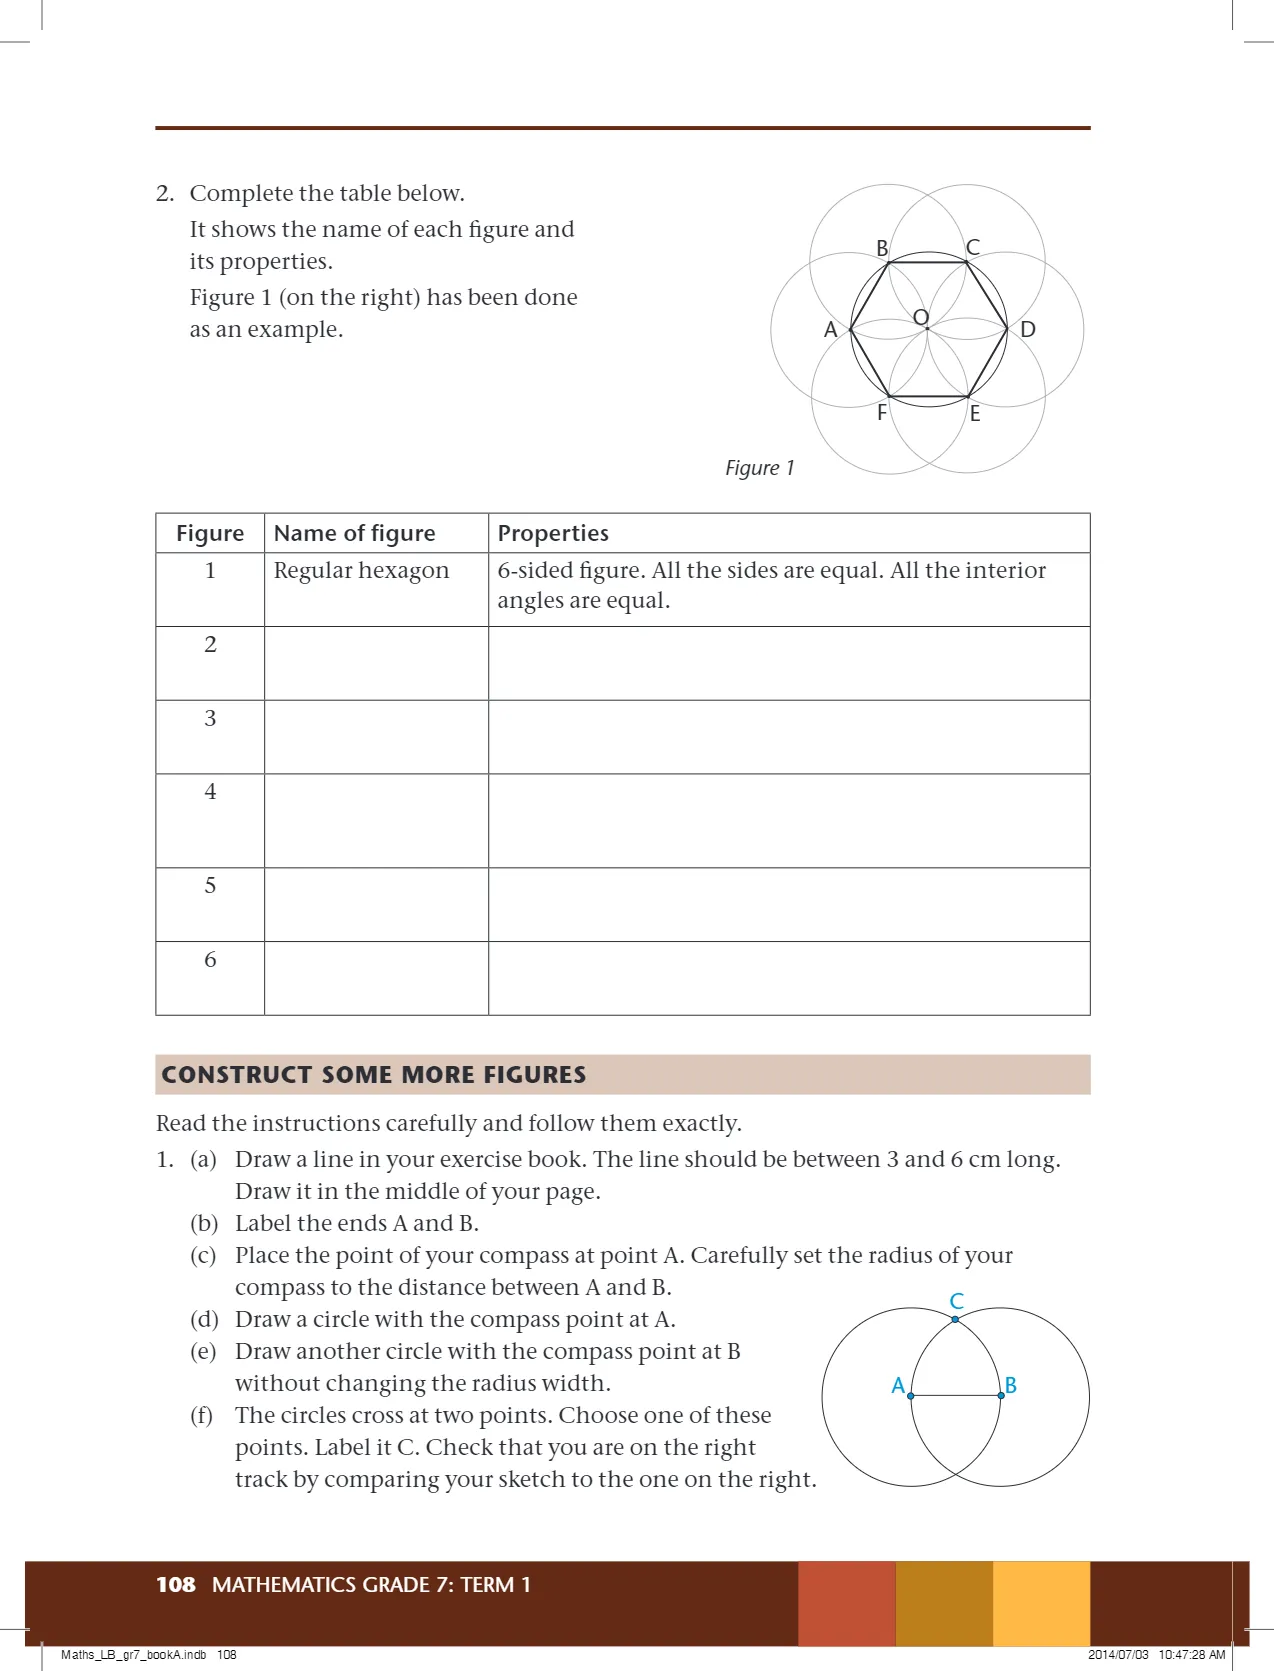 2. Complete the table below.
It shows the name of each figure and
its properties.
Figure 1 (on the right) has been done
as an example.
B
C
A
O
D
F
E
Figure 1
Figure Name of figure Properties
1 Regular hexagon 6-sided figure. All the sides are equal. All the interior
angles are equal.
2
3
4
5
6
CONSTRUCT SOME MORE FIGURES
Read the instructions carefully and follow them exactly.
1. (a) Draw a line in your exercise book. The line should be between 3 and 6 cm long.
Draw it in the middle of your page.
(b) Label the ends A and B.
(c) Place the point of your compass at point A. Carefully set the radius of your
compass to the distance between A and B.
(d) Draw a circle with the compass point at A.
(e) Draw another circle with the compass point at B
without changing the radius width.
(f) The circles cross at two points. Choose one of these
points. Label it C. Check that you are on the right
track by comparing your sketch to the one on the right.
C
A
B
108 MATHEMATICS GRADE 7: TERM 1
Maths_LB_gr7_bookA.indb 108
2014/07/03 10:47:28 AM